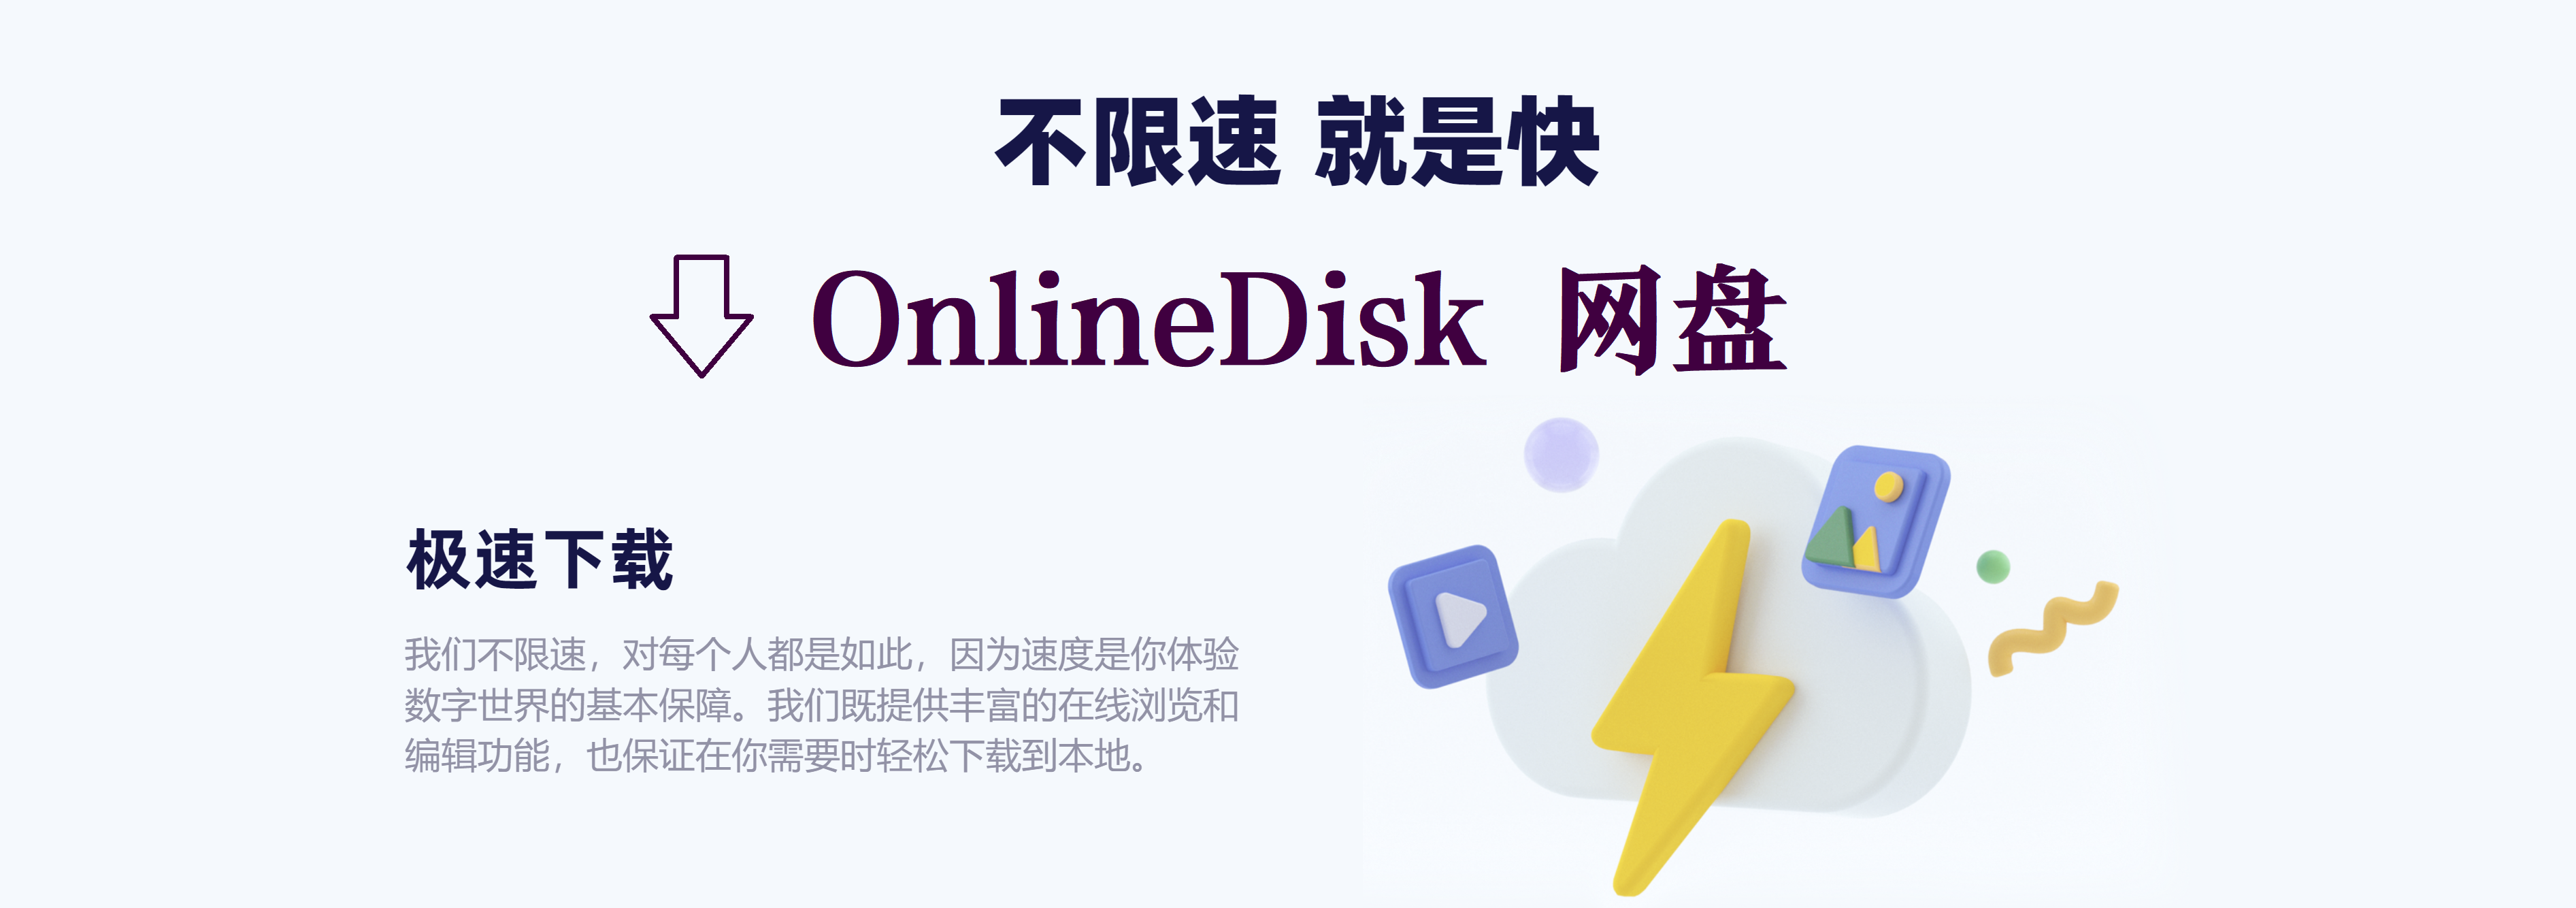 不限速 就是快
OnlineDisk 网盘
极速下载
我们不限速，对每个人都是如此，因为速度是你体验
数字世界的基本保障。我们既提供丰富的在线浏览和
编辑功能，也保证在你需要时轻松下载到本地。